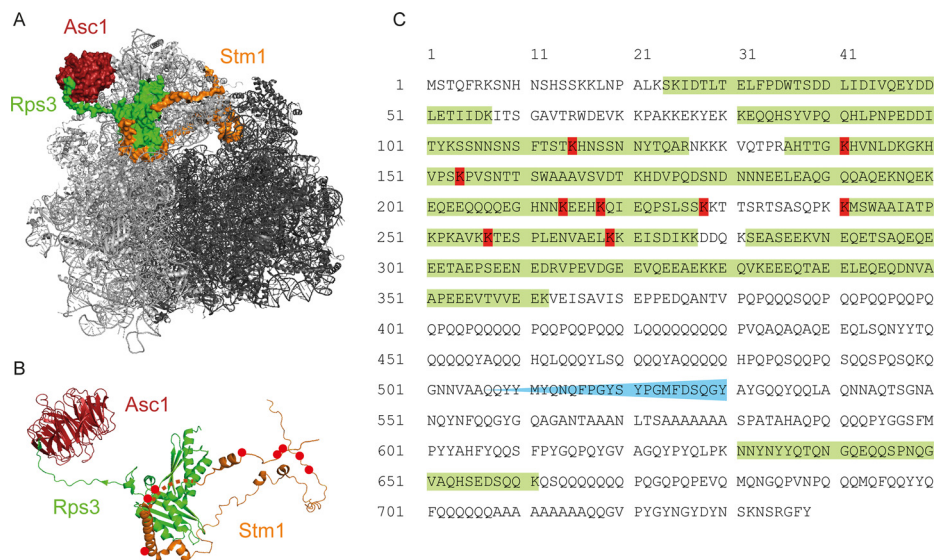 A
Asc1
Stm1
Rps3
B
Asc1
Rps3
Stm1
C
1 11 21 31 41
1 MSTQFRKSNH NSHSSKKLNP ALKSKIDTLT ELFPDWTSDD LIDIVQEYDD
51 LETIIDKITS GAVTRWDEVK KPAKKEKYEK KEQQHSYVPQ QHLPNPEDDI
101 TYKSSNNSNS FTSTKHNSSN NYTQARNKKK VQTPRAHTTG KHVNLDKGKH
151 VPSKPVSNTT SWAAAVSVDT KHDVPQDSND NNNEELEAQG QQAQEKNQEK
201 EQEEQQQQEG HNNKEEHKQI EQPSLSSKKT TSRTSASQPK KMSWAAIATP
251 KPKAVKKTES PLENVAELKK EISDIKKDDQ KSEASEEKVN EQETSAQEQE
301 EETAEPSEEN EDRVPEVDGE EVQEEAEKKE QVKEEEQTAE ELEQEQDNVA
351 APEEEVTVVE EKVEISAVIS EPPEDQANTV PQPQQQSQQP QQPQQPQQPQ
401 QPQQPQQQQQ PQQPQQPQQQ LQQQQQQQQQ PVQAQAQAQE EQLSQNYYTQ
451 QQQQQYAQQQ HQLQQQYLSQ QQQYAQQQQQ HPQPQSQQPQ SQQSPQSQKQ
501 GNNVAAQQYY MYQNQFPGYS YPGMFDSQGY AYGQQYQQLA QNNAQTSGNA
551 NQYNFQQGYG QAGANTAAAN LTSAAAAAAA SPATAHAQPQ QQQPYGGSFM
601 PYYAHFYQQS FPYGQPQYGV AGQYPYQLPK NNYNYYQTQN GQEQQSPNQG
651 VAQHSEDSQQ KQSQQQQQQQ PQGQPQPEVQ MQNGQPVNPQ QQMQFQQYYQ
701 FQQQQQQAAA AAAAAAQQGV PYGYNGYDYN SKNSRGFY